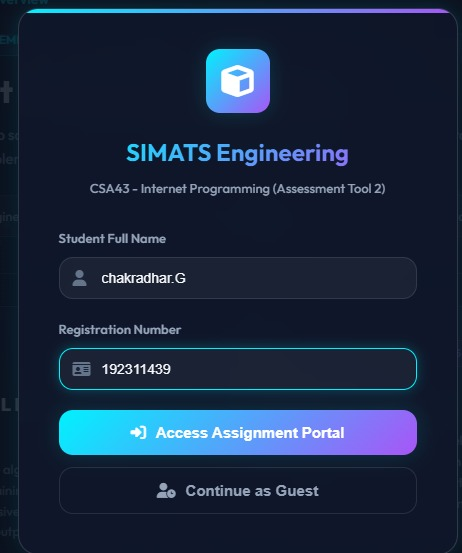 SIMATS Engineering
CSA43 - Internet Programming (Assessment Tool 2)
Student Full Name
chakradhar.G
Registration Number
192311439
Access Assignment Portal
Continue as Guest